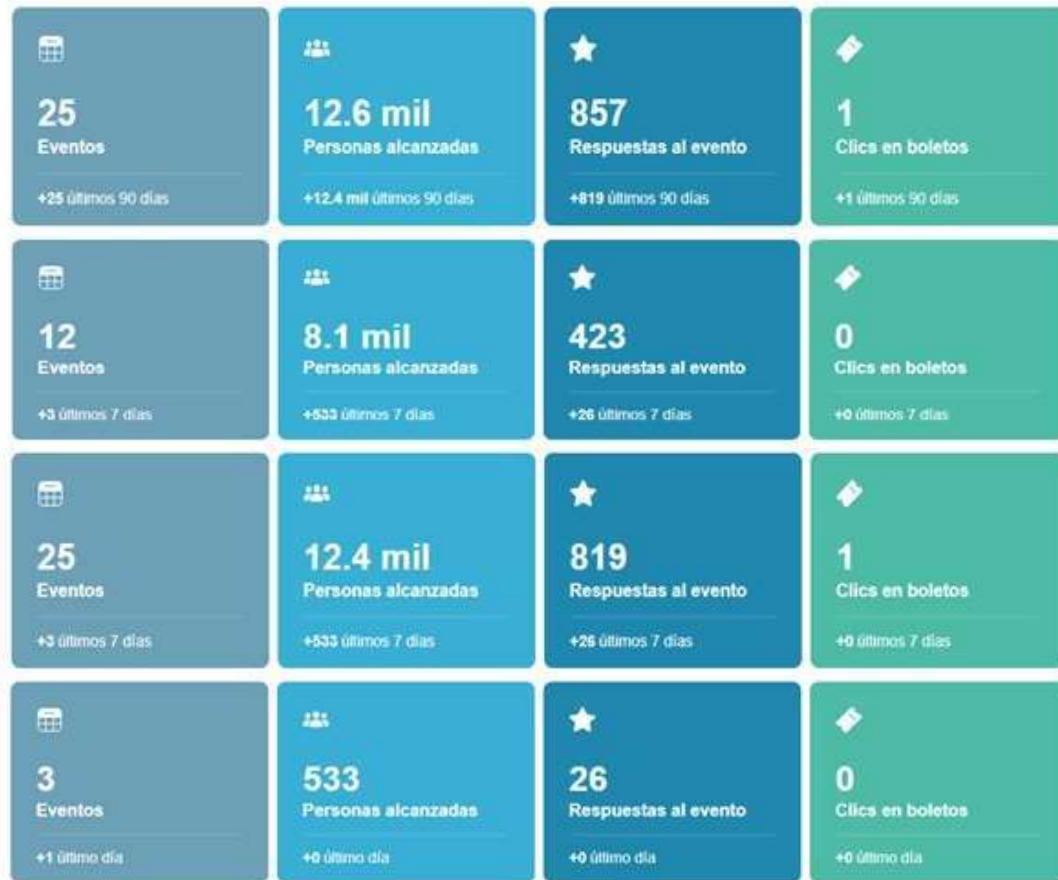 25
Eventos
+25 últimos 90 días
12.6 mil
Personas alcanzadas
+12.4 mil últimos 90 días
857
Respuestas al evento
+819 últimos 90 días
1
Clics en boletos
+1 últimos 90 días
12
Eventos
+3 últimos 7 días
8.1 mil
Personas alcanzadas
+533 últimos 7 días
423
Respuestas al evento
+26 últimos 7 días
0
Clics en boletos
+0 últimos 7 días
25
Eventos
+3 últimos 7 días
12.4 mil
Personas alcanzadas
+533 últimos 7 días
819
Respuestas al evento
+26 últimos 7 días
1
Clics en boletos
+0 últimos 7 días
3
Eventos
+1 último día
533
Personas alcanzadas
+0 último día
26
Respuestas al evento
+0 último día
0
Clics en boletos
+0 último día